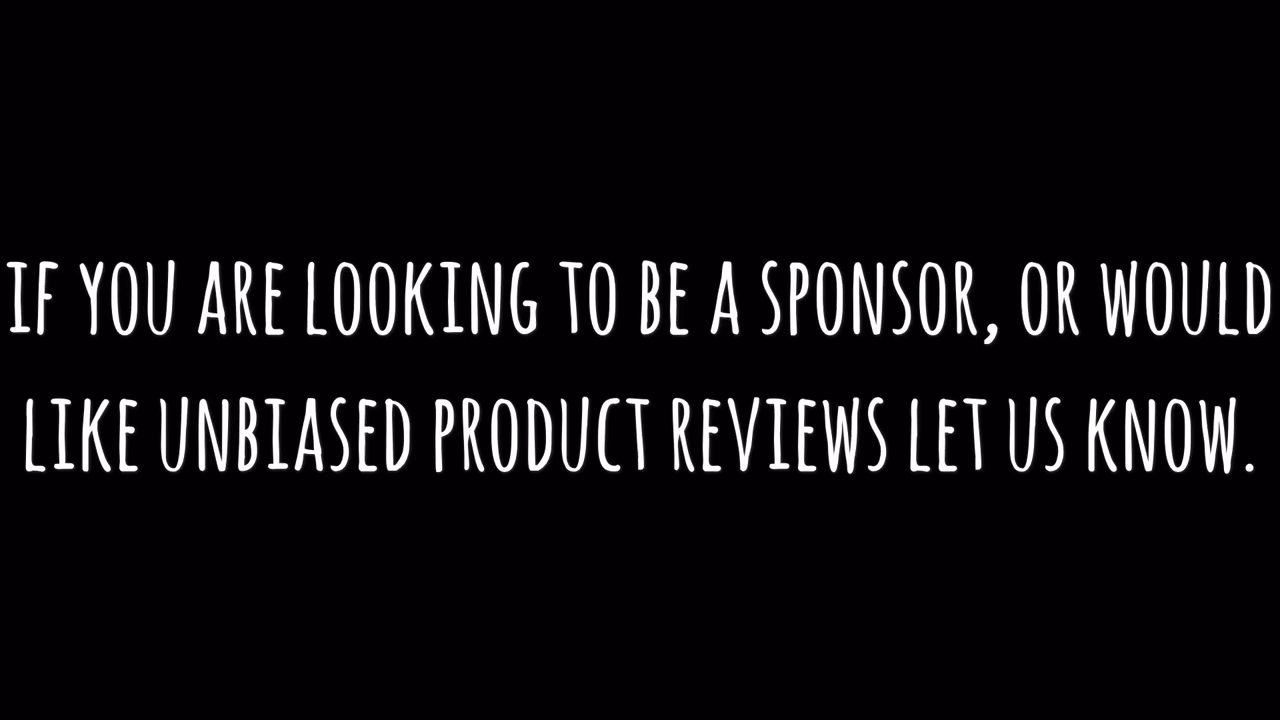 IF YOU ARE LOOKING TO BE A SPONSOR, OR WOULD
LIKE UNBIASED PRODUCT REVIEWS LET US KNOW.